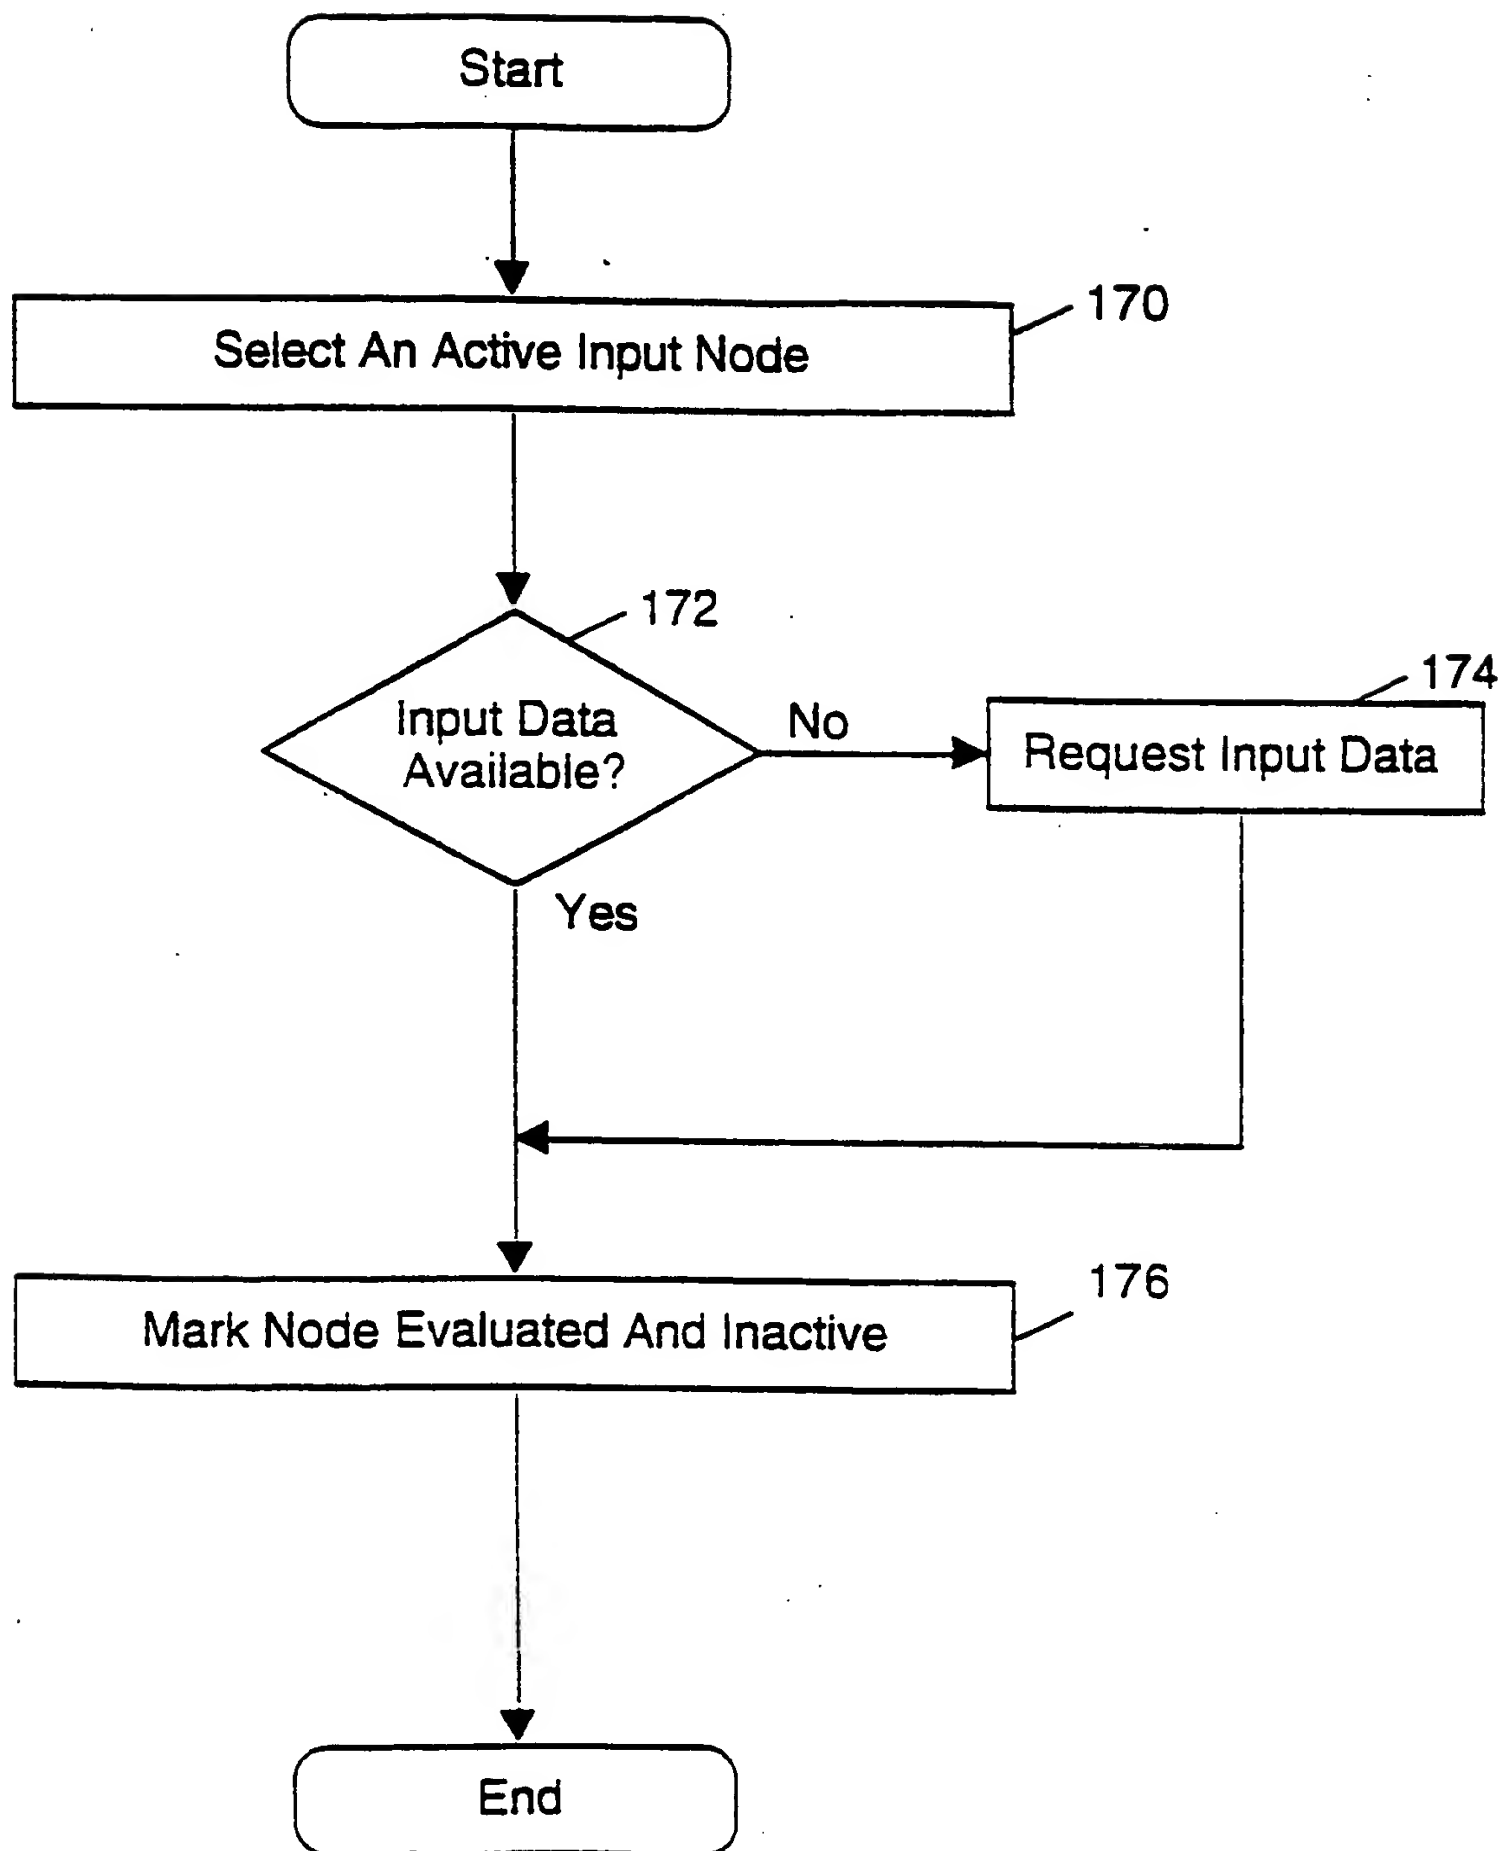 Start
170
Select An Active Input Node
172
174
Input Data
Available?
No
Request Input Data
Yes
176
Mark Node Evaluated And Inactive
End